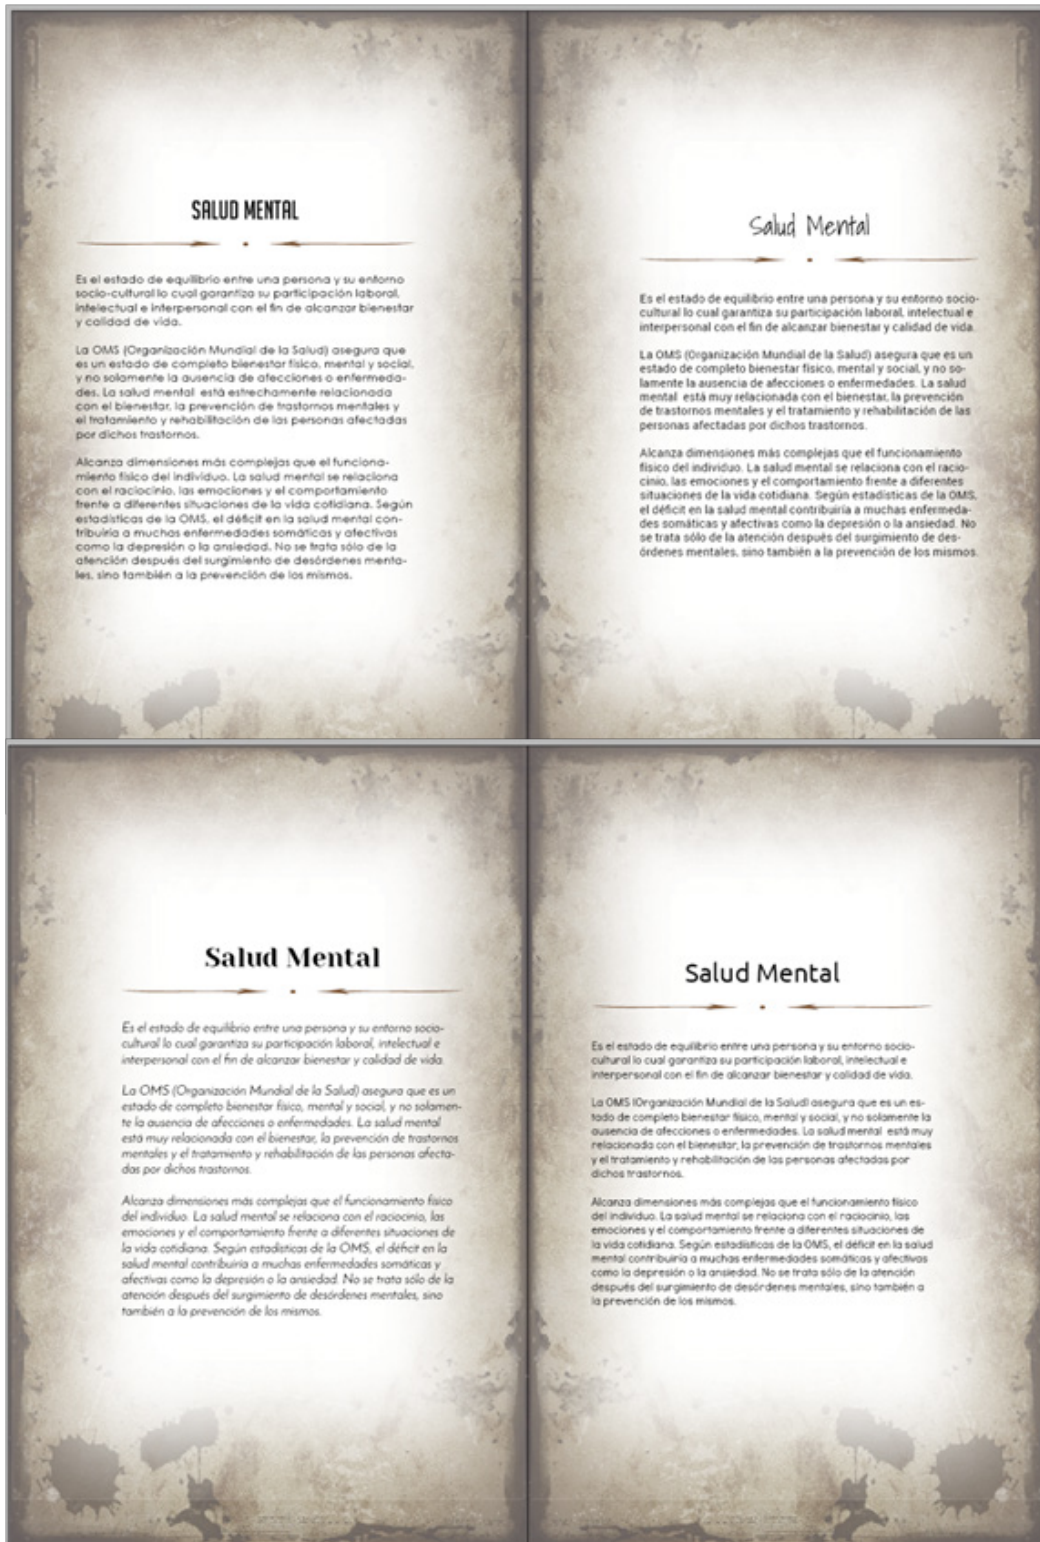 SALUD MENTAL
Es el estado de equilibrio entre una persona y su entorno
socio-cultural lo cual garantiza su participación laboral,
intelectual e interpersonal con el fin de alcanzar bienestar
y calidad de vida.
La OMS (Organización Mundial de la Salud) asegura que
es un estado de completo bienestar físico, mental y social,
y no solamente la ausencia de afecciones o enfermeda-
des. La salud mental está estrechamente relacionada
con el bienestar, la prevención de trastornos mentales y
el tratamiento y rehabilitación de las personas afectadas
por dichos trastornos.
Alcanza dimensiones más complejas que el funciona-
miento físico del individuo. La salud mental se relaciona
con el raciocinio, las emociones y el comportamiento
frente a diferentes situaciones de la vida cotidiana. Según
estadísticas de la OMS, el déficit en la salud mental con-
tribuiría a muchas enfermedades somáticas y afectivas
como la depresión o la ansiedad. No se trata sólo de la
atención después del surgimiento de desórdenes menta-
les, sino también a la prevención de los mismos.
Salud Mental
Es el estado de equilibrio entre una persona y su entorno socio-
cultural lo cual garantiza su participación laboral, intelectual e
interpersonal con el fin de alcanzar bienestar y calidad de vida.
La OMS (Organización Mundial de la Salud) asegura que es un
estado de completo bienestar físico, mental y social, y no so-
lamente la ausencia de afecciones o enfermedades. La salud
mental está muy relacionada con el bienestar, la prevención
de trastornos mentales y el tratamiento y rehabilitación de las
personas afectadas por dichos trastornos.
Alcanza dimensiones más complejas que el funcionamiento
físico del individuo. La salud mental se relaciona con el racio-
cinio, las emociones y el comportamiento frente a diferentes
situaciones de la vida cotidiana. Según estadísticas de la OMS,
el déficit en la salud mental contribuiría a muchas enfermeda-
des somáticas y afectivas como la depresión o la ansiedad. No
se trata sólo de la atención después del surgimiento de des-
órdenes mentales, sino también a la prevención de los mismos.
Salud Mental
Es el estado de equilibrio entre una persona y su entorno socio-
cultural lo cual garantiza su participación laboral, intelectual e
interpersonal con el fin de alcanzar bienestar y calidad de vida.
La OMS (Organización Mundial de la Salud) asegura que es un
estado de completo bienestar físico, mental y social, y no solamen-
te la ausencia de afecciones o enfermedades. La salud mental
está muy relacionada con el bienestar, la prevención de trastornos
mentales y el tratamiento y rehabilitación de las personas afecta-
das por dichos trastornos.
Alcanza dimensiones más complejas que el funcionamiento físico
del individuo. La salud mental se relaciona con el raciocinio, las
emociones y el comportamiento frente a diferentes situaciones de
la vida cotidiana. Según estadísticas de la OMS, el déficit en la
salud mental contribuiría a muchas enfermedades somáticas y
afectivas como la depresión o la ansiedad. No se trata sólo de la
atención después del surgimiento de desórdenes mentales, sino
también a la prevención de los mismos.
Salud Mental
Es el estado de equilibrio entre una persona y su entorno socio-
cultural lo cual garantiza su participación laboral, intelectual e
interpersonal con el fin de alcanzar bienestar y calidad de vida.
La OMS (Organización Mundial de la Salud) asegura que es un es-
tado de completo bienestar físico, mental y social, y no solamente la
ausencia de afecciones o enfermedades. La salud mental está muy
relacionada con el bienestar, la prevención de trastornos mentales
y el tratamiento y rehabilitación de las personas afectadas por
dichos trastornos.
Alcanza dimensiones más complejas que el funcionamiento físico
del individuo. La salud mental se relaciona con el raciocinio, las
emociones y el comportamiento frente a diferentes situaciones de
la vida cotidiana. Según estadísticas de la OMS, el déficit en la salud
mental contribuiría a muchas enfermedades somáticas y afectivas
como la depresión o la ansiedad. No se trata sólo de la atención
después del surgimiento de desórdenes mentales, sino también a
la prevención de los mismos.